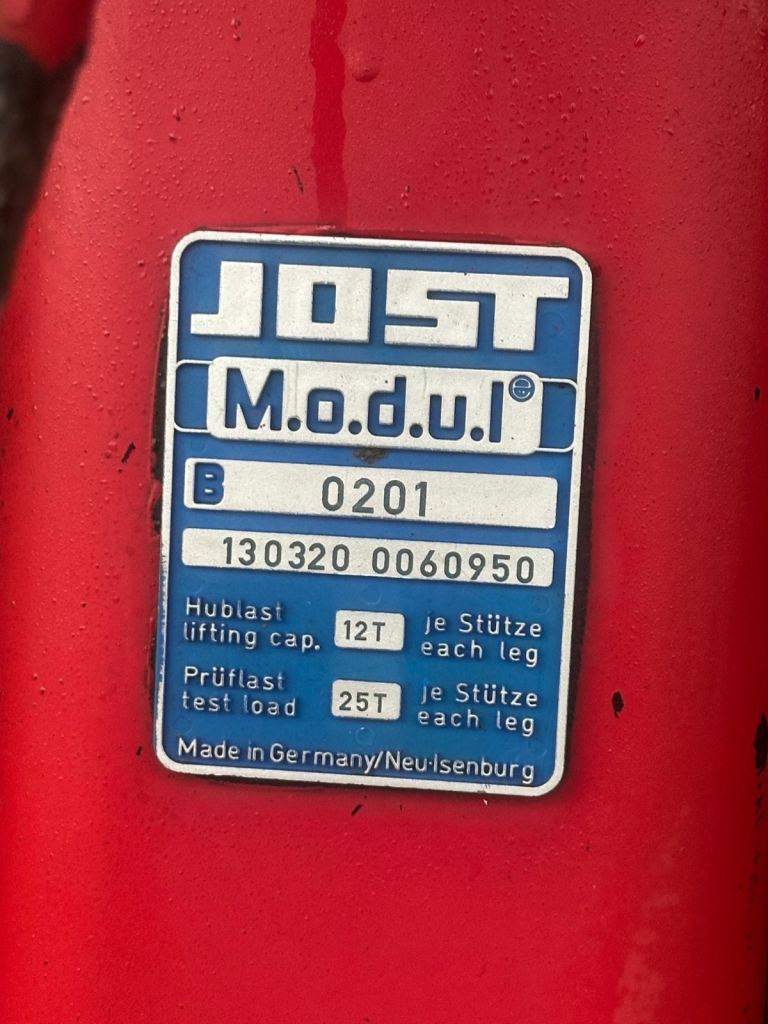 JOST
M.o.d.u.l e
B 0201
130320 0060950
Hublast
lifting cap.
12T
je Stütze
each leg
Prüflast
test load
25T
je Stütze
each leg
Made in Germany/Neu-Isenburg